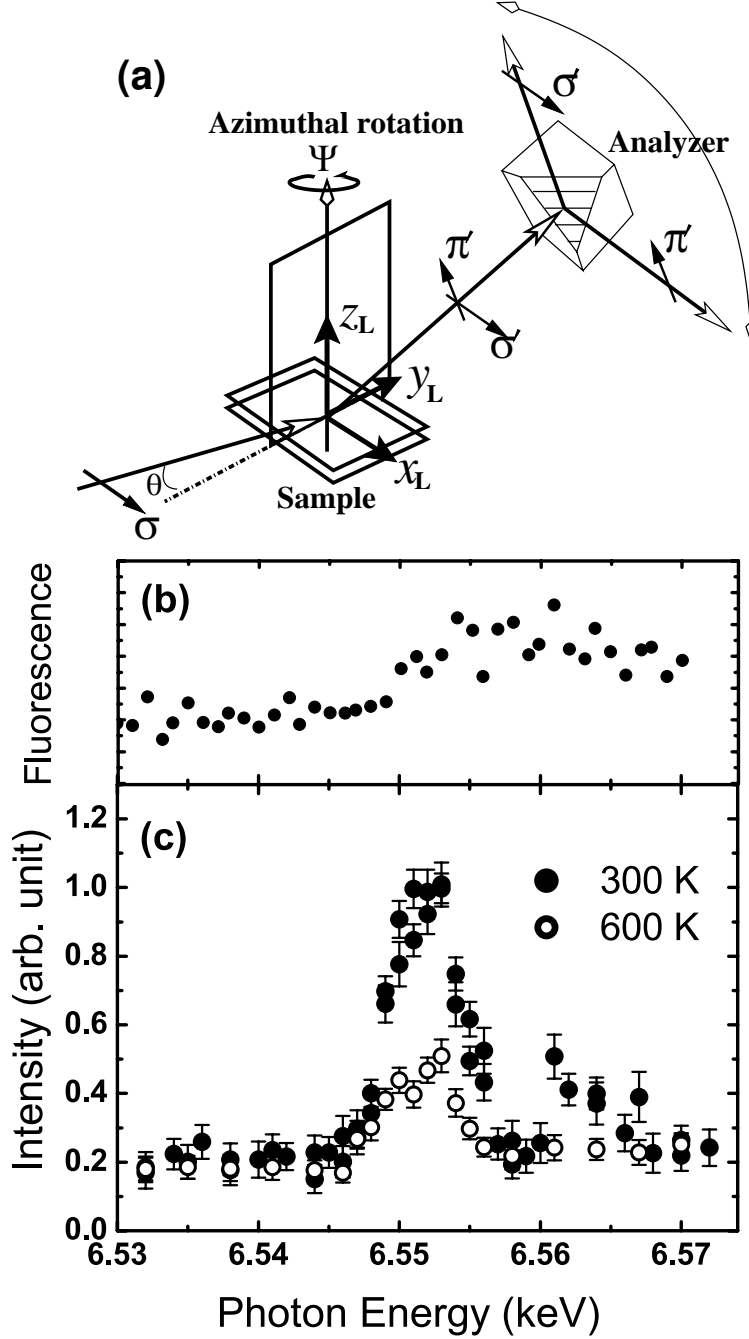 (a)
σ′
Azimuthal rotation
Analyzer
Ψ
π′
π′
z_L
σ′
y_L
x_L
θ
Sample
σ
(b)
Fluorescence
(c)
1.2
1.0
0.8
0.6
0.4
0.2
0.0
300 K
600 K
Intensity (arb. unit)
6.53
6.54
6.55
6.56
6.57
Photon Energy (keV)